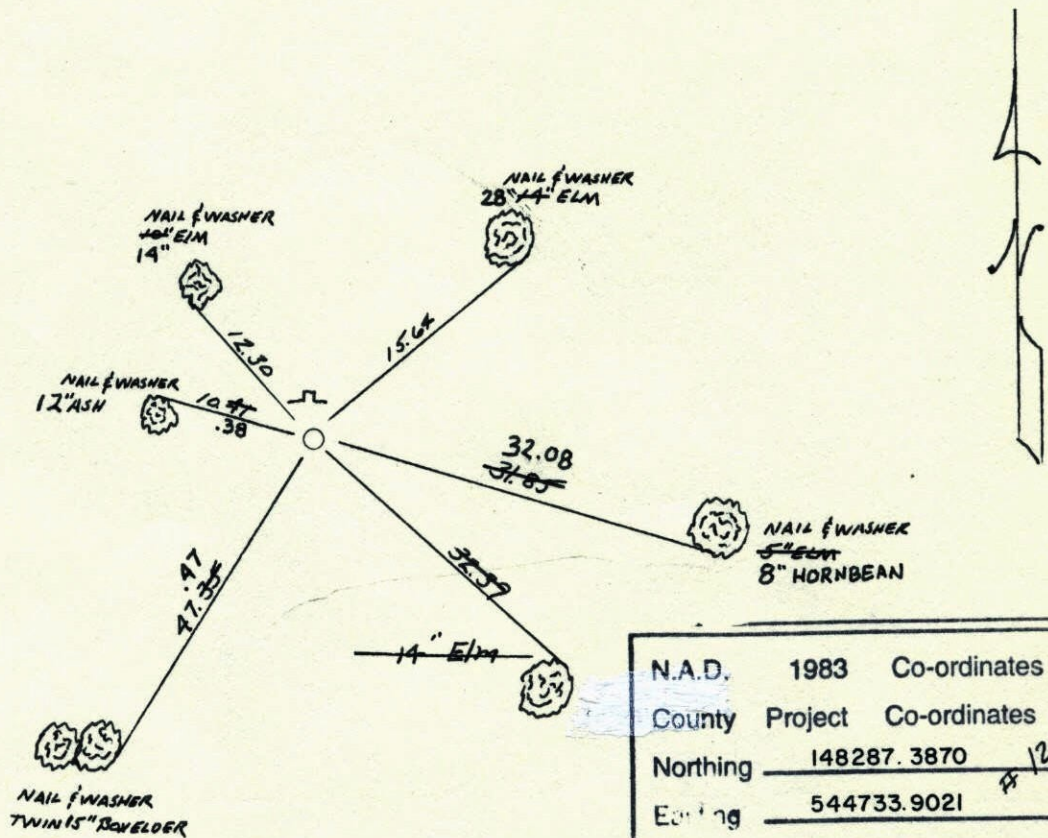 NAIL & WASHER
28" 14" ELM
NAIL & WASHER
10" ELM
14"
12.30
15.64
NAIL & WASHER
12" ASH
10.47
.38
32.08
31.85
NAIL & WASHER
5" ELM
8" HORNBEAN
.47
47.35
32.39
14" Elm
NAIL & WASHER
TWIN 15" BOXELDER
N
N.A.D. 1983 Co-ordinates
County Project Co-ordinates
Northing 148287.3870
# 12
544733.9021